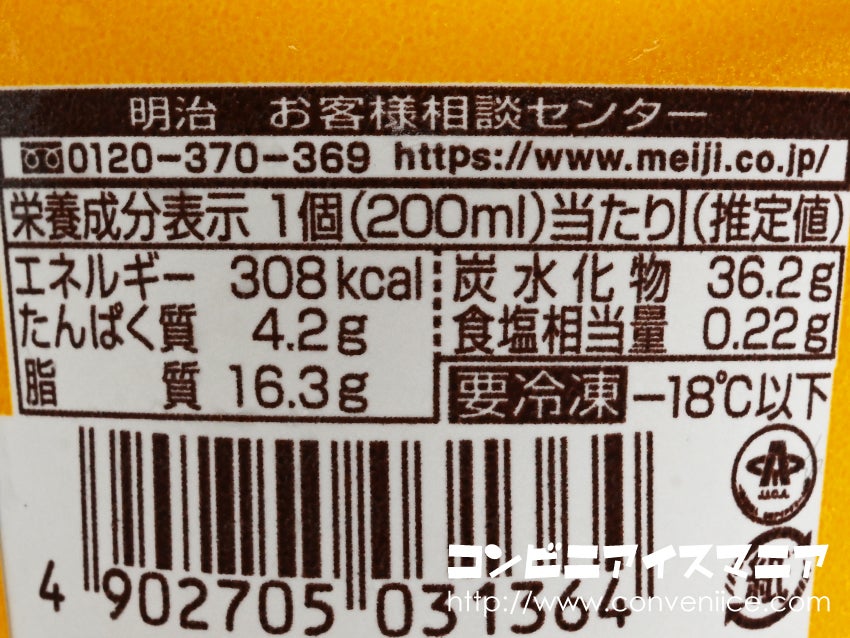 明治 お客様相談センター
0120-370-369 https://www.meiji.co.jp/
栄養成分表示 1個(200ml)当たり (推定値)
エネルギー 308kcal 炭水化物 36.2g
たんぱく質 4.2g 食塩相当量 0.22g
脂質 16.3g 要冷凍 -18℃以下
コンビニアイスマニア
4 902705 031364
http://www.conveniice.com